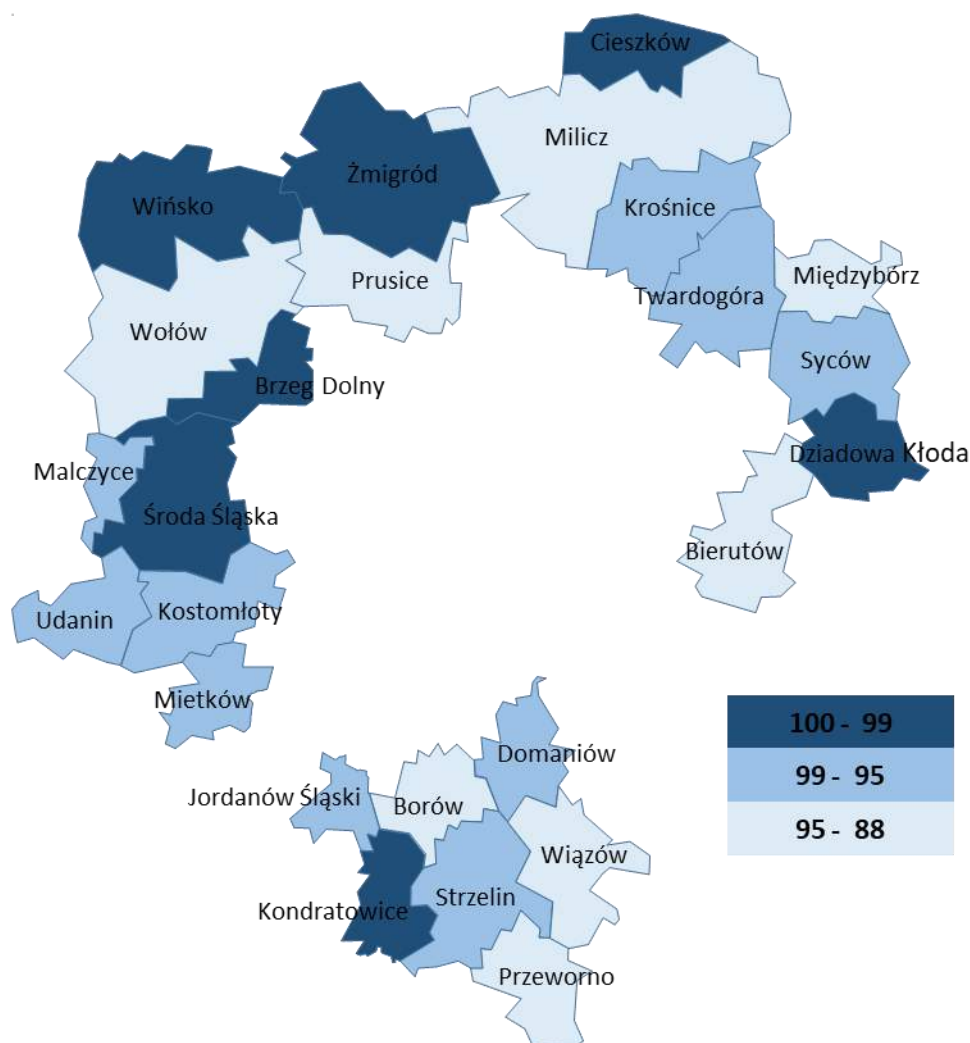 Cieszków
Milicz
Żmigród
Wińsko
Krośnice
Prusice
Międzybórz
Twardogóra
Wołów
Syców
Brzeg Dolny
Dziadowa Kłoda
Malczyce
Środa Śląska
Bierutów
Udanin
Kostomłoty
Mietków
100 - 99
99 - 95
95 - 88
Domaniów
Jordanów Śląski
Borów
Wiązów
Strzelin
Kondratowice
Przeworno